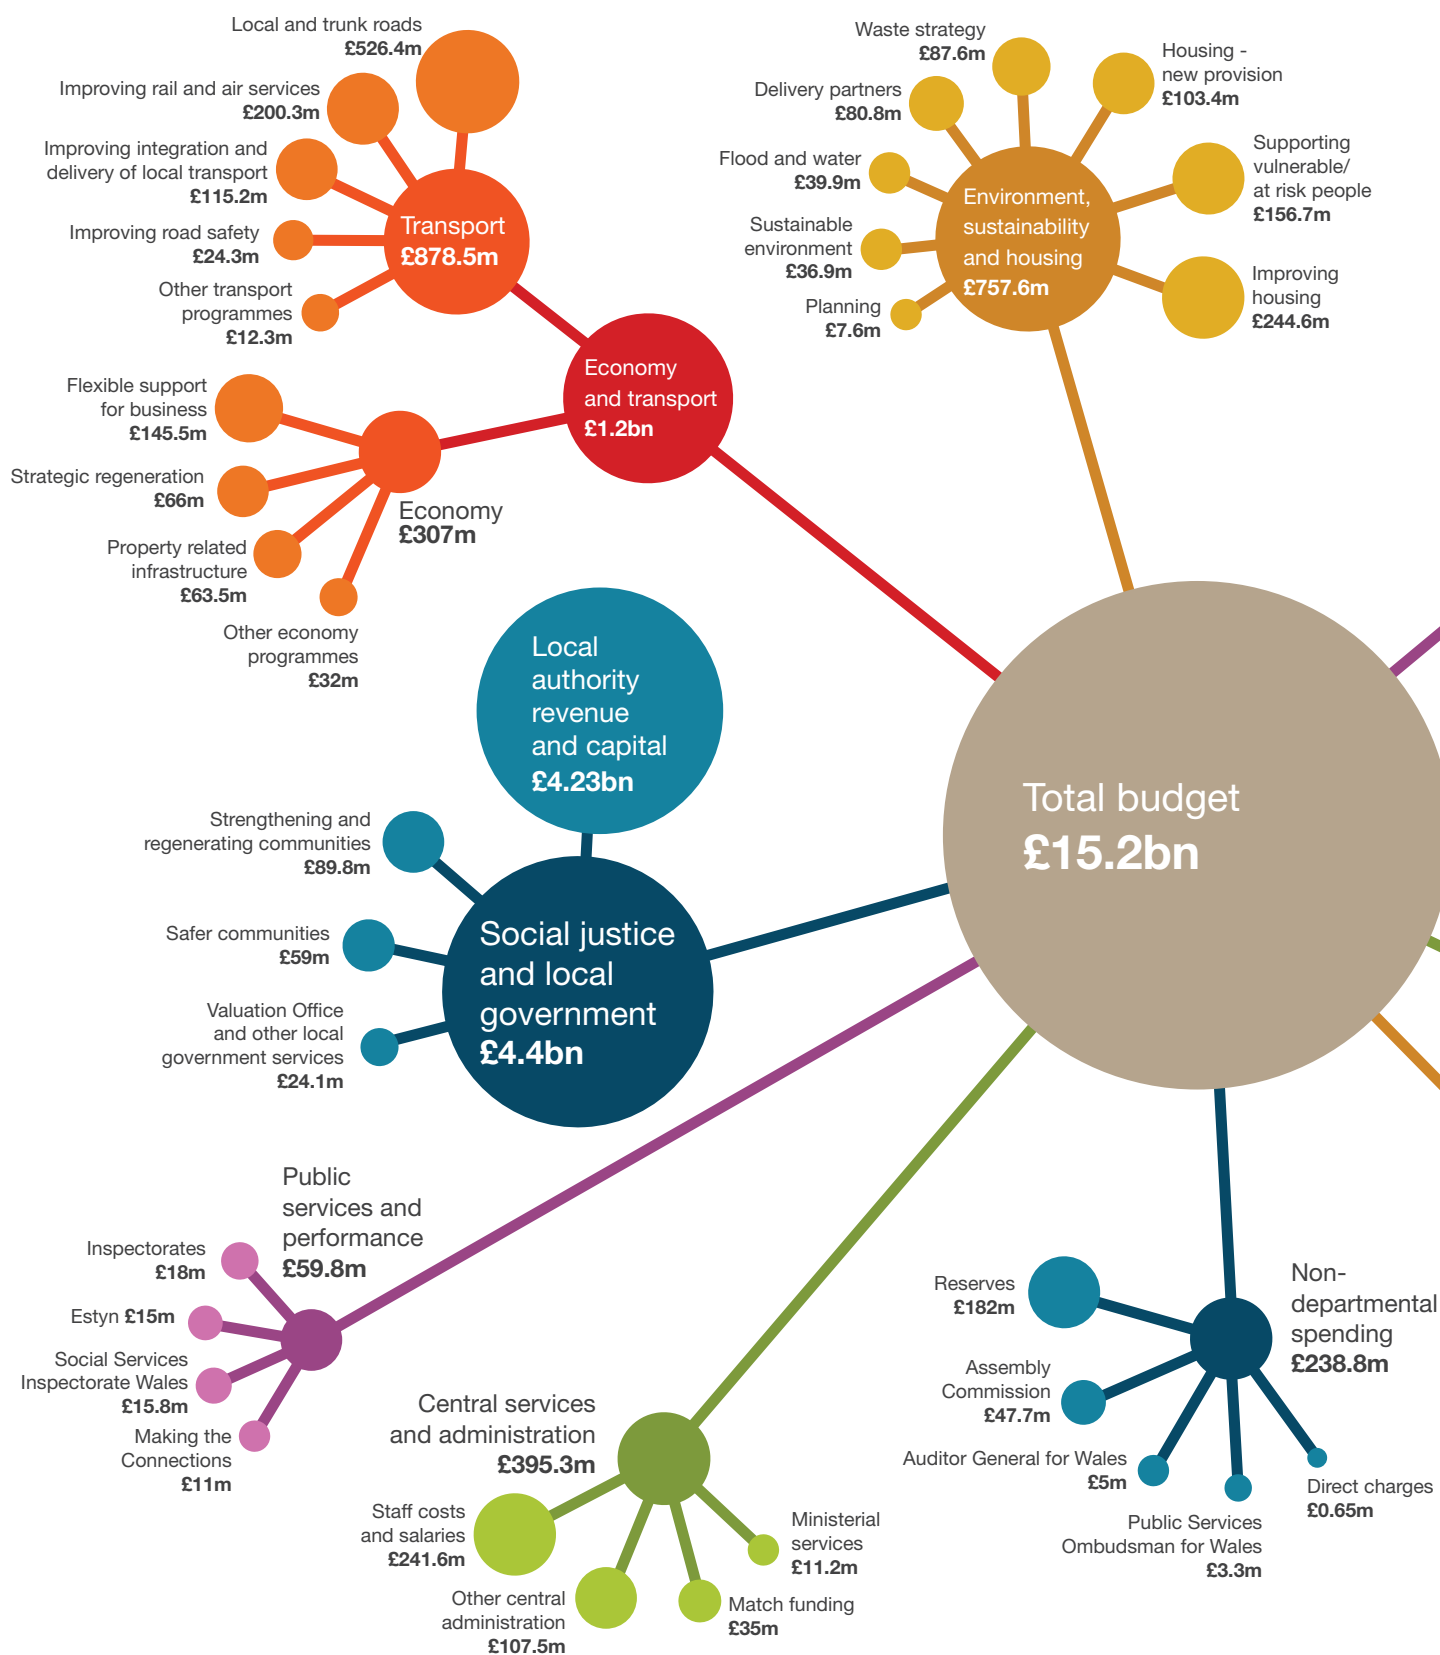 Local and trunk roads
£526.4m
Improving rail and air services
£200.3m
Improving integration and
delivery of local transport
£115.2m
Improving road safety
£24.3m
Other transport
programmes
£12.3m
Transport
£878.5m
Flexible support
for business
£145.5m
Strategic regeneration
£66m
Property related
infrastructure
£63.5m
Other economy
programmes
£32m
Economy
£307m
Economy
and transport
£1.2bn
Waste strategy
£87.6m
Delivery partners
£80.8m
Flood and water
£39.9m
Sustainable
environment
£36.9m
Planning
£7.6m
Housing -
new provision
£103.4m
Supporting
vulnerable/
at risk people
£156.7m
Improving
housing
£244.6m
Environment,
sustainability
and housing
£757.6m
Local
authority
revenue
and capital
£4.23bn
Strengthening and
regenerating communities
£89.8m
Safer communities
£59m
Valuation Office
and other local
government services
£24.1m
Social justice
and local
government
£4.4bn
Total budget
£15.2bn
Public
services and
performance
£59.8m
Inspectorates
£18m
Estyn £15m
Social Services
Inspectorate Wales
£15.8m
Making the
Connections
£11m
Central services
and administration
£395.3m
Staff costs
and salaries
£241.6m
Other central
administration
£107.5m
Match funding
£35m
Ministerial
services
£11.2m
Non-
departmental
spending
£238.8m
Reserves
£182m
Assembly
Commission
£47.7m
Auditor General for Wales
£5m
Public Services
Ombudsman for Wales
£3.3m
Direct charges
£0.65m